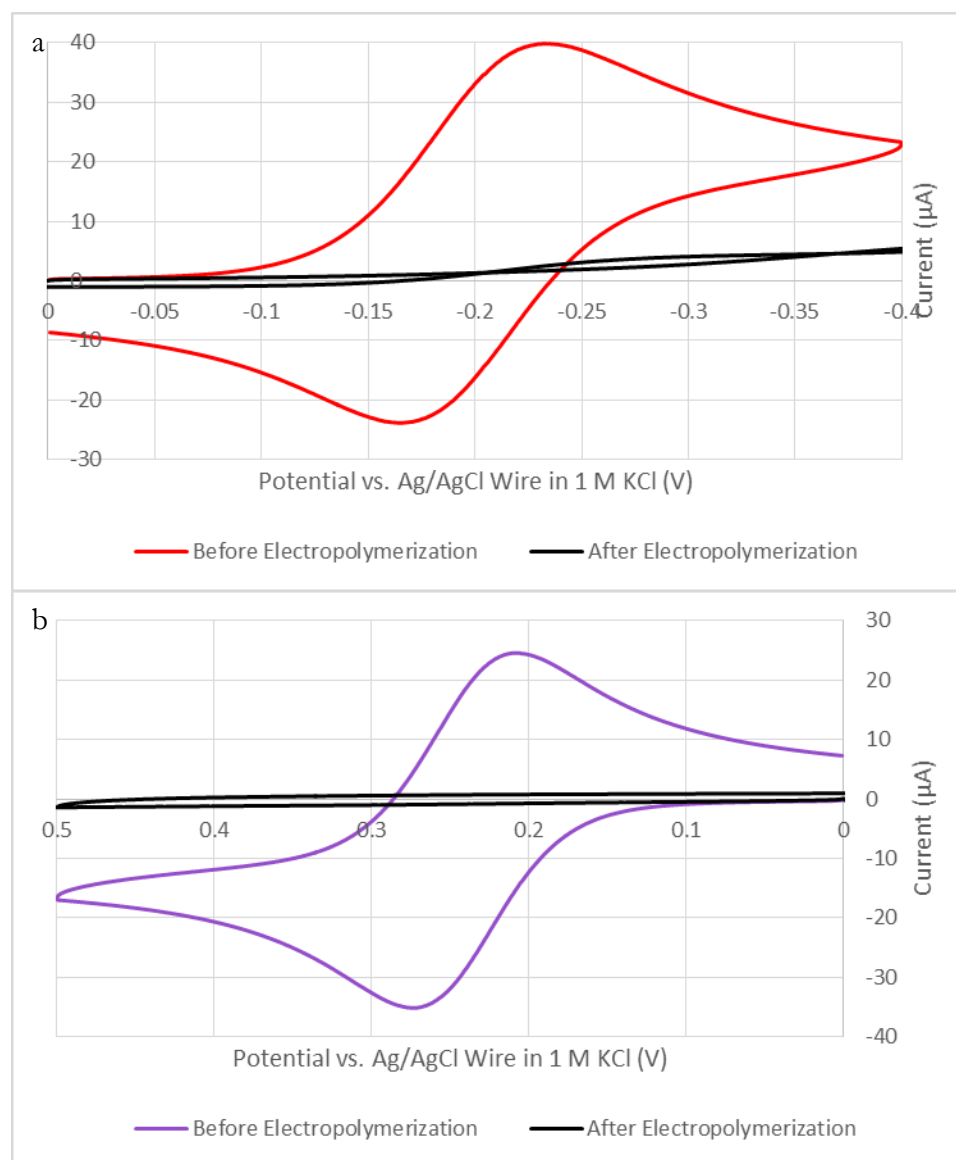 a
40
30
20
10
0
-10
-20
-30
0 -0.05 -0.1 -0.15 -0.2 -0.25 -0.3 -0.35 -0.4
Current (µA)
Potential vs. Ag/AgCl Wire in 1 M KCl (V)
Before Electropolymerization After Electropolymerization
b
30
20
10
0
-10
-20
-30
-40
0.5 0.4 0.3 0.2 0.1 0
Current (µA)
Potential vs. Ag/AgCl Wire in 1 M KCl (V)
Before Electropolymerization After Electropolymerization